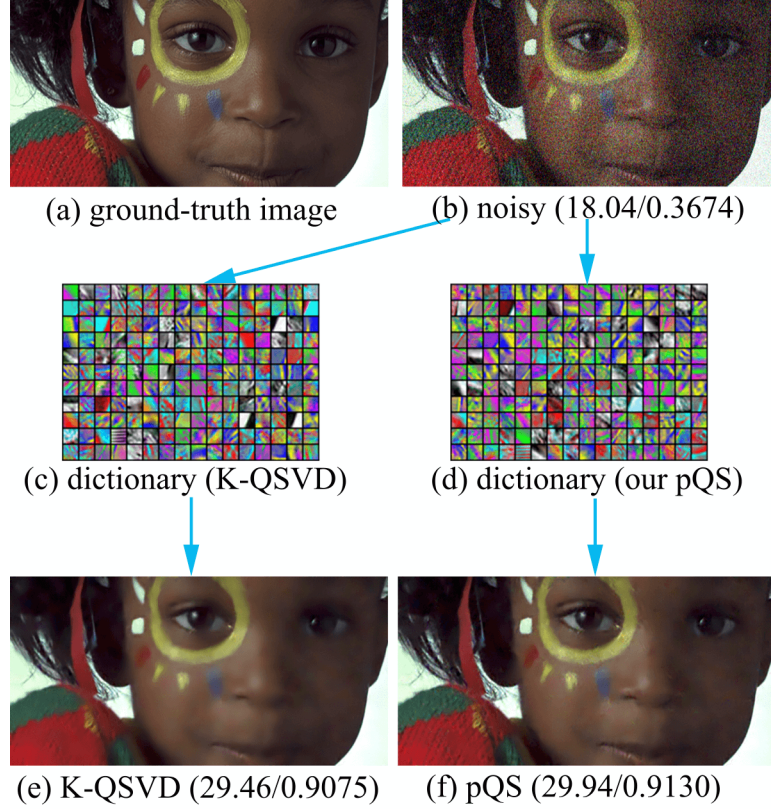 (a) ground-truth image
(b) noisy (18.04/0.3674)
(c) dictionary (K-QSVD)
(d) dictionary (our pQS)
(e) K-QSVD (29.46/0.9075)
(f) pQS (29.94/0.9130)